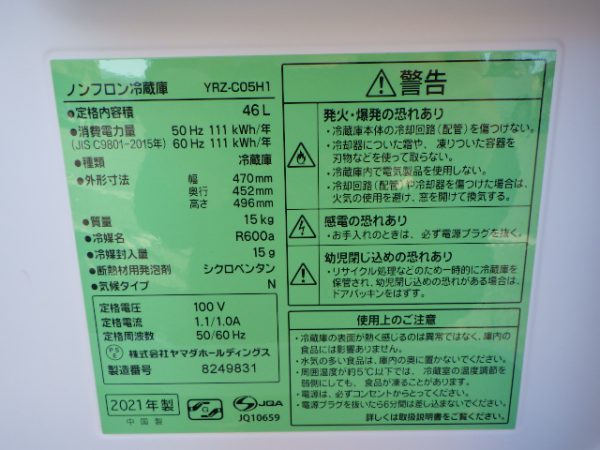 ノンフロン冷蔵庫 YRZ-C05H1
●定格内容積 46 L
●消費電力量 50 Hz 111 kWh/年
(JIS C9801-2015年) 60 Hz 111 kWh/年
●種類 冷蔵庫
●外形寸法 幅 470mm
奥行 452mm
高さ 496mm
●質量 15kg
●冷媒名 R600a
●冷媒封入量 15g
●断熱材用発泡剤 シクロペンタン
●気候タイプ N
定格電圧 100 V
定格電流 1.1/1.0A
定格周波数 50/60Hz
株式会社ヤマダホールディングス
製造番号 8249831
2021年製
中国製
JQA
JQ10659
警告
発火・爆発の恐れあり
・冷蔵庫本体の冷却回路(配管)を傷つけない。
・冷却器について霜や、凍りついた容器を
刃物などを使って取らない。
・冷蔵庫内で電気製品を使用しない。
・冷却回路(配管)や冷却器を傷つけた場合は、
火気の使用を避け、窓を開けて換気する。
感電の恐れあり
・お手入れのときは、必ず電源プラグを抜く。
幼児閉じ込めの恐れあり
・リサイクル処理などのため一時的に冷蔵庫を
保管され、幼児閉じ込めの恐れがある場合は、
ドアパッキンをはずす。
使用上のご注意
・冷蔵庫の表面が熱く感じるのは異常ではなく、庫内の
食品には影響ありません。
・水気の多い食品は、庫内の奥に置かないでください。
・周囲温度が約5℃以下では、冷蔵室の温度調節を
弱側にしても、食品が凍ることがあります。
・電源は、必ずコンセントからとってください。
・電源プラグを抜いたら6分間は差し込まないでください。
詳しくは取扱説明書をご覧ください。